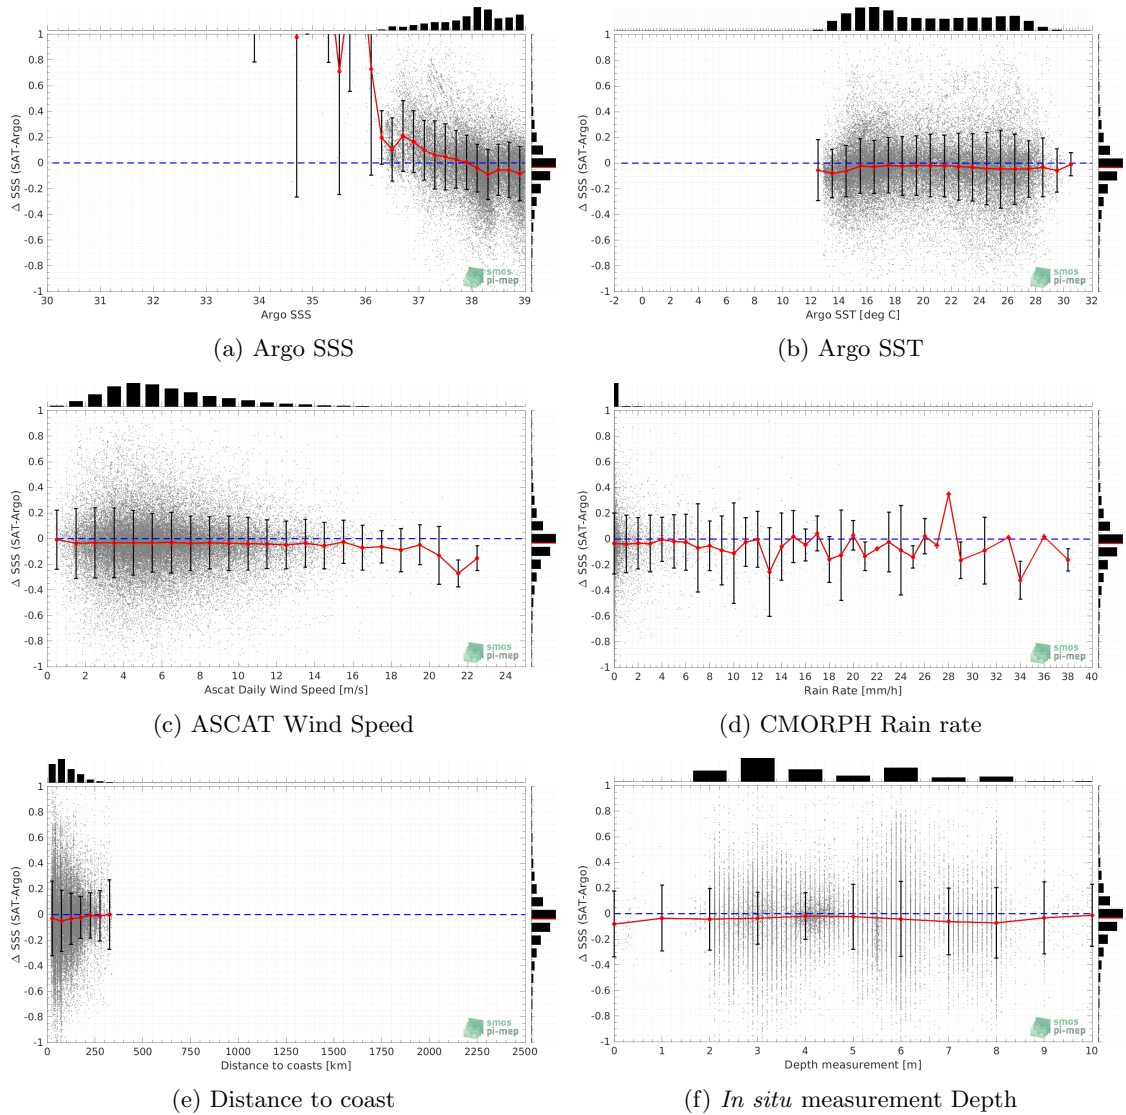 1
0.8
0.6
0.4
0.2
0
-0.2
-0.4
-0.6
-0.8
-1
Δ SSS (SAT-Argo)
30 33 32 33 34 35 36 37 38 39
Argo SSS
smos
pi-mep
(a) Argo SSS
1
0.8
0.6
0.4
0.2
0
-0.2
-0.4
-0.6
-0.8
-1
Δ SSS (SAT-Argo)
-2 0 2 4 6 8 10 12 14 16 18 20 22 24 26 28 30 32
Argo SST [deg C]
smos
pi-mep
(b) Argo SST
1
0.8
0.6
0.4
0.2
0
-0.2
-0.4
-0.6
-0.8
-1
Δ SSS (SAT-Argo)
0 2 4 6 8 10 12 14 16 18 20 22 24
Ascat Daily Wind Speed [m/s]
smos
pi-mep
(c) ASCAT Wind Speed
1
0.8
0.6
0.4
0.2
0
-0.2
-0.4
-0.6
-0.8
-1
Δ SSS (SAT-Argo)
0 2 4 6 8 10 12 14 16 18 20 22 24 26 28 30 32 34 36 38 40
Rain Rate [mm/h]
smos
pi-mep
(d) CMORPH Rain rate
1
0.8
0.6
0.4
0.2
0
-0.2
-0.4
-0.6
-0.8
-1
Δ SSS (SAT-Argo)
0 250 500 750 1000 1250 1500 1750 2000 2250 2500
Distance to coasts [km]
smos
pi-mep
(e) Distance to coast
1
0.8
0.6
0.4
0.2
0
-0.2
-0.4
-0.6
-0.8
-1
Δ SSS (SAT-Argo)
0 1 2 3 4 5 6 7 8 9 10
Depth measurement [m]
smos
pi-mep
(f) In situ measurement Depth